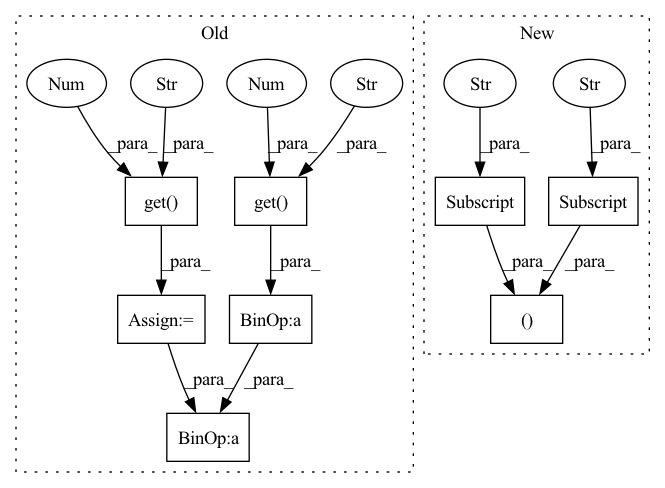 Old
New
Num
Str
Num
Str
Str
Str
_para_
_para_
_para_
_para_
_para_
_para_
get()
get()
Subscript
Subscript
_para_
_para_
_para_
_para_
Assign:=
BinOp:a
()
_para_
_para_
BinOp:a